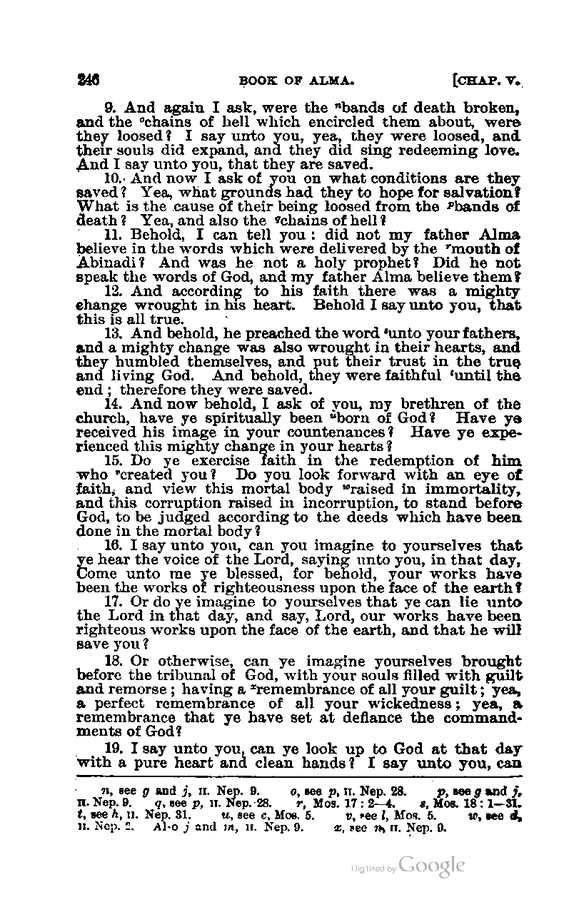 246 BOOK OF ALMA. [CHAP. V.
9. And again I ask, were the ⁿbands of death broken,
and the ᵒchains of hell which encircled them about, were
they loosed? I say unto you, yea, they were loosed, and
their souls did expand, and they did sing redeeming love.
And I say unto you, that they are saved.
10. And now I ask of you on what conditions are they
saved? Yea, what grounds had they to hope for salvation?
What is the cause of their being loosed from the ᵖbands of
death? Yea, and also the qchains of hell?
11. Behold, I can tell you: did not my father Alma
believe in the words which were delivered by the ʳmouth of
Abinadi? And was he not a holy prophet? Did he not
speak the words of God, and my father Alma believe them?
12. And according to his faith there was a mighty
change wrought in his heart. Behold I say unto you, that
this is all true.
13. And behold, he preached the word ˢunto your fathers,
and a mighty change was also wrought in their hearts, and
they humbled themselves, and put their trust in the true
and living God. And behold, they were faithful ᵗuntil the
end; therefore they were saved.
14. And now behold, I ask of you, my brethren of the
church, have ye spiritually been ᵘborn of God? Have ye
received his image in your countenances? Have ye expe-
rienced this mighty change in your hearts?
15. Do ye exercise faith in the redemption of him
who ᵛcreated you? Do you look forward with an eye of
faith, and view this mortal body ʷraised in immortality,
and this corruption raised in incorruption, to stand before
God, to be judged according to the deeds which have been
done in the mortal body?
16. I say unto you, can you imagine to yourselves that
ye hear the voice of the Lord, saying unto you, in that day,
Come unto me ye blessed, for behold, your works have
been the works of righteousness upon the face of the earth?
17. Or do ye imagine to yourselves that ye can lie unto
the Lord in that day, and say, Lord, our works have been
righteous works upon the face of the earth, and that he will
save you?
18. Or otherwise, can ye imagine yourselves brought
before the tribunal of God, with your souls filled with guilt
and remorse; having a ˣremembrance of all your guilt; yea,
a perfect remembrance of all your wickedness; yea, a
remembrance that ye have set at defiance the command-
ments of God?
19. I say unto you, can ye look up to God at that day
with a pure heart and clean hands? I say unto you, can
n, see g and j, II. Nep. 9. o, see p, II. Nep. 28. p, see g and j,
II. Nep. 9. q, see p, II. Nep. 28. r, Mos. 17 : 2—4. s, Mos. 18 : 1—31.
t, see h, II. Nep. 31. u, see c, Mos. 5. v, see l, Mos. 5. w, see d,
II. Nep. 2. Also j and m, II. Nep. 9. x, see m, II. Nep. 9.
Digitized by Google